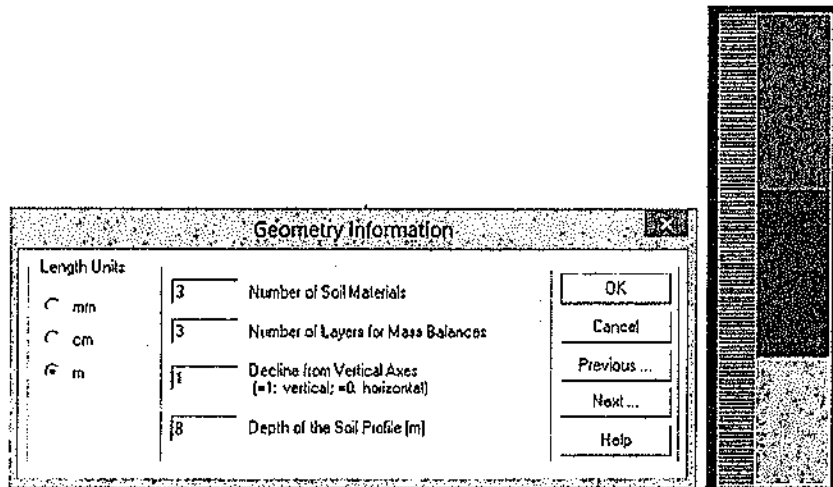 Geometry Information
Length Units
mm
cm
m
3 Number of Soil Materials
3 Number of Layers for Mass Balances
1 Decline from Vertical Axes
(=1: vertical; =0. horizontal)
8 Depth of the Soil Profile [m]
OK
Cancel
Previous ...
Next ...
Help